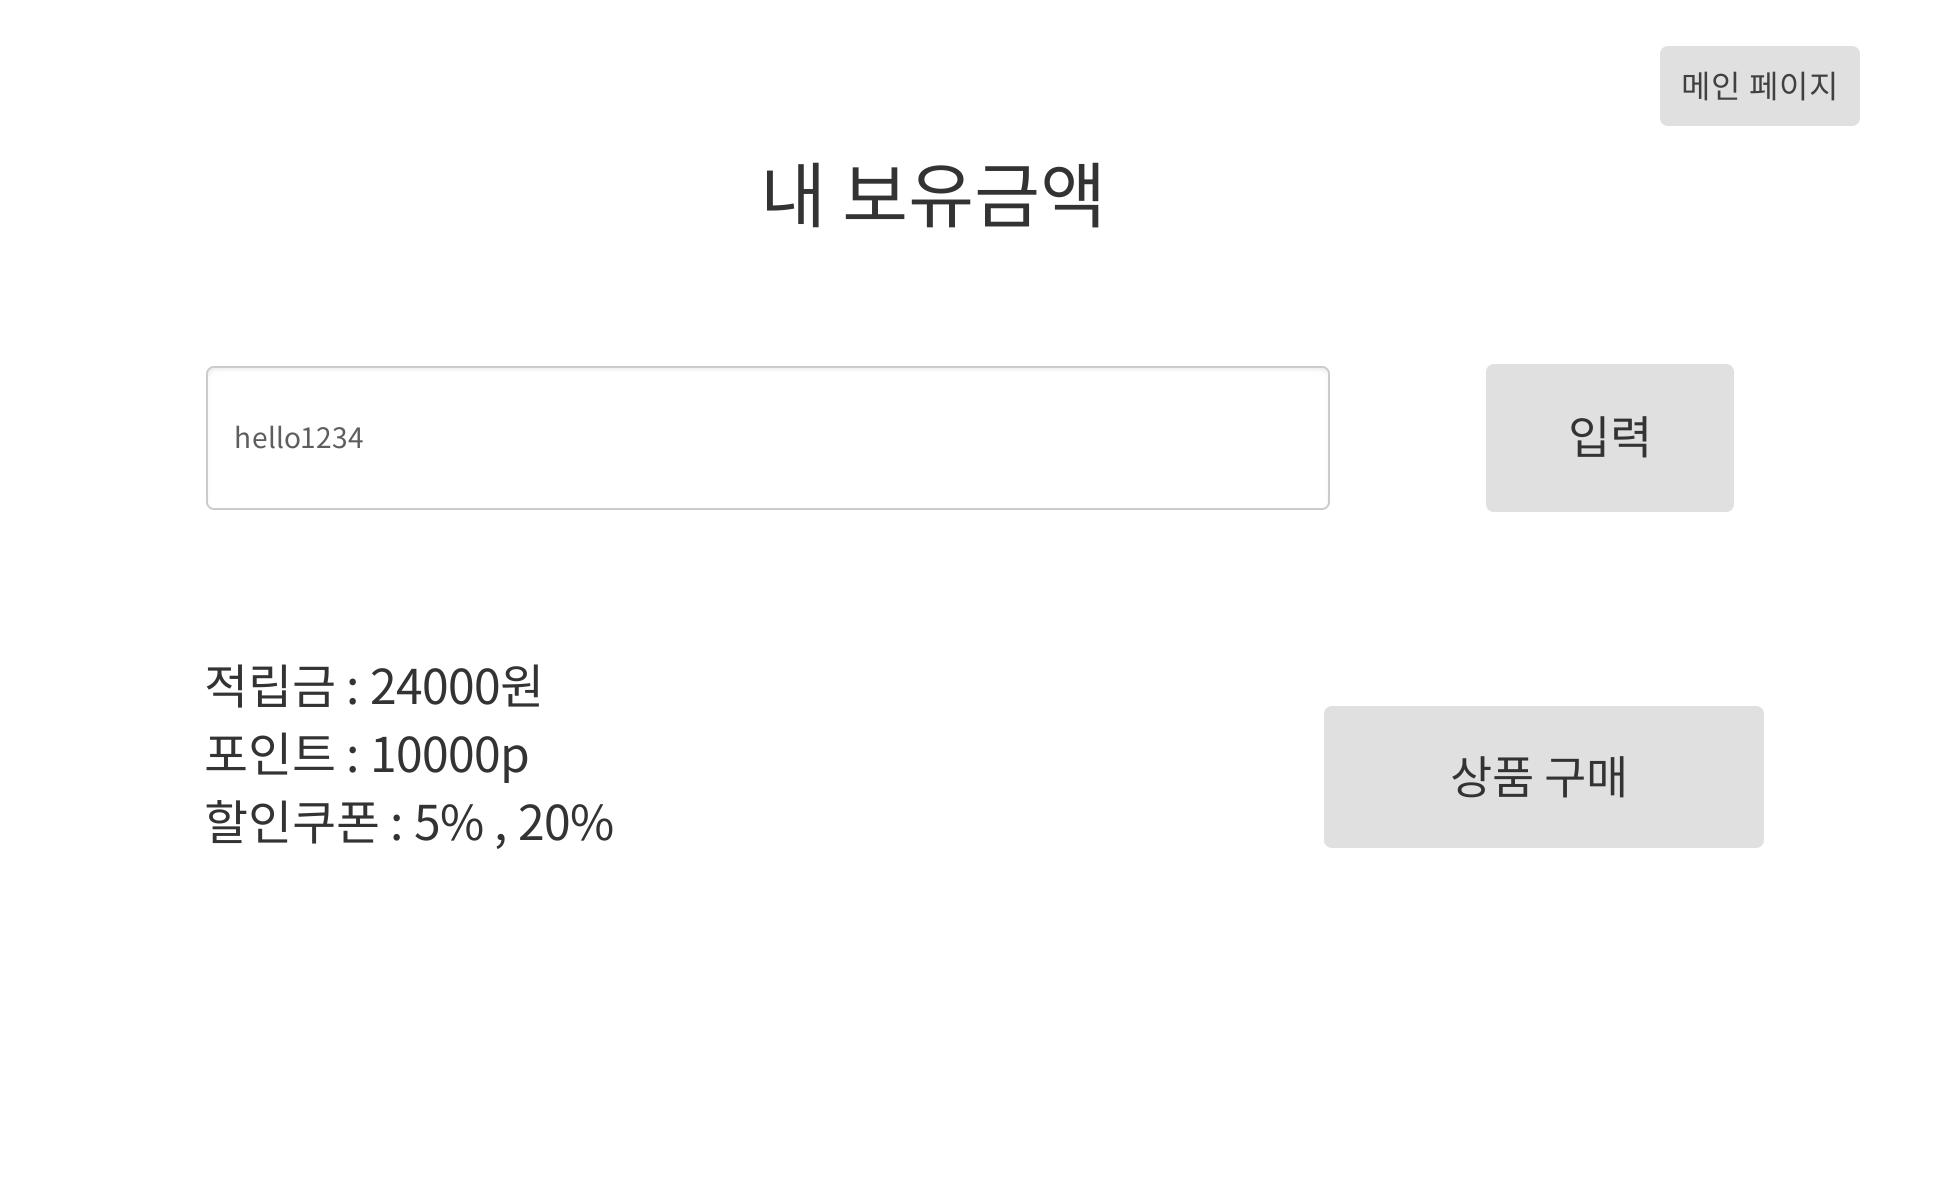 메인 페이지
내 보유금액
hello1234
입력
적립금 : 24000원
포인트 : 10000p
할인쿠폰 : 5% , 20%
상품 구매